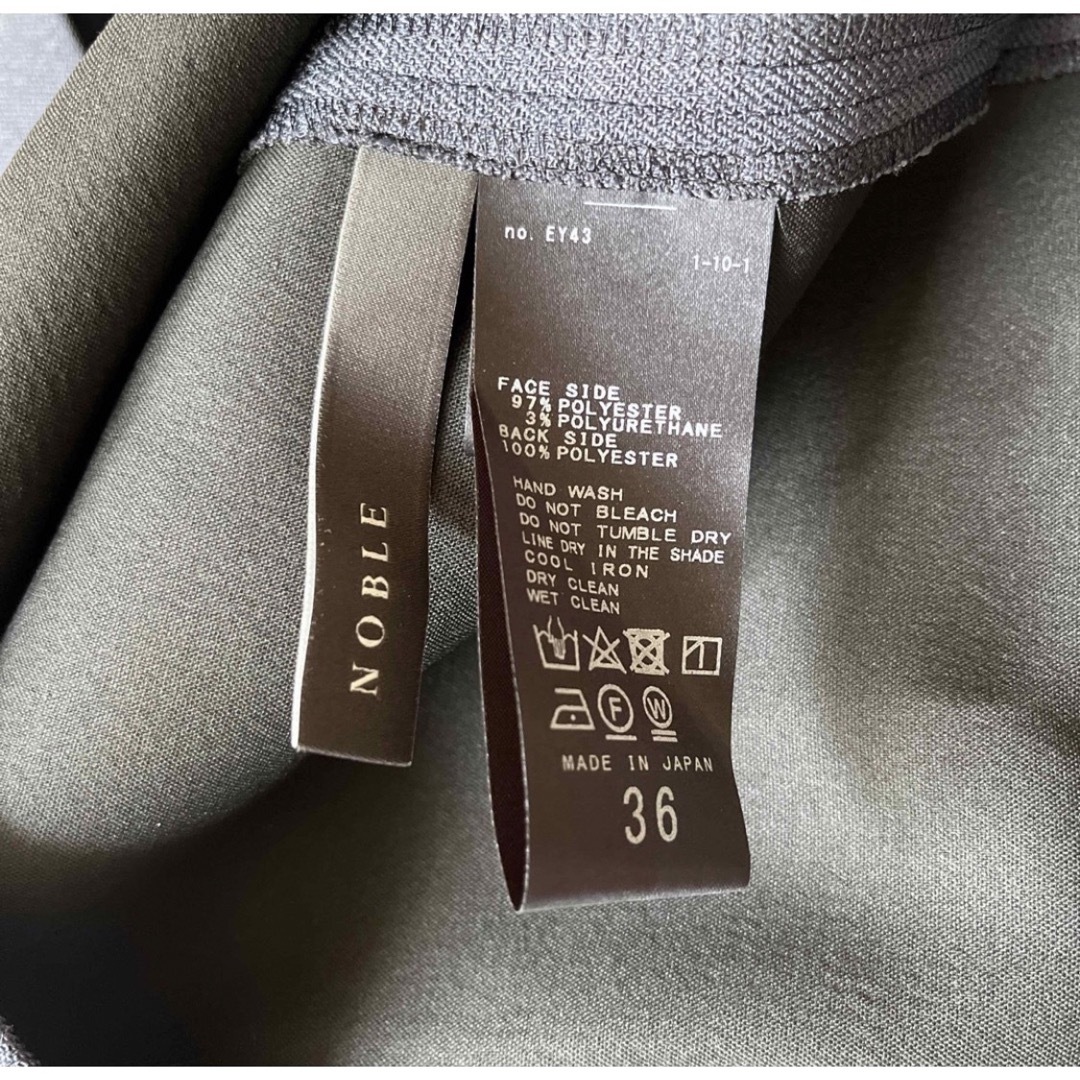 NOBLE
no. EY43
1-10-1
FACE SIDE
97% POLYESTER
3% POLYURETHANE
BACK SIDE
100% POLYESTER
HAND WASH
DO NOT BLEACH
DO NOT TUMBLE DRY
LINE DRY IN THE SHADE
COOL IRON
DRY CLEAN
WET CLEAN
F W
MADE IN JAPAN
36